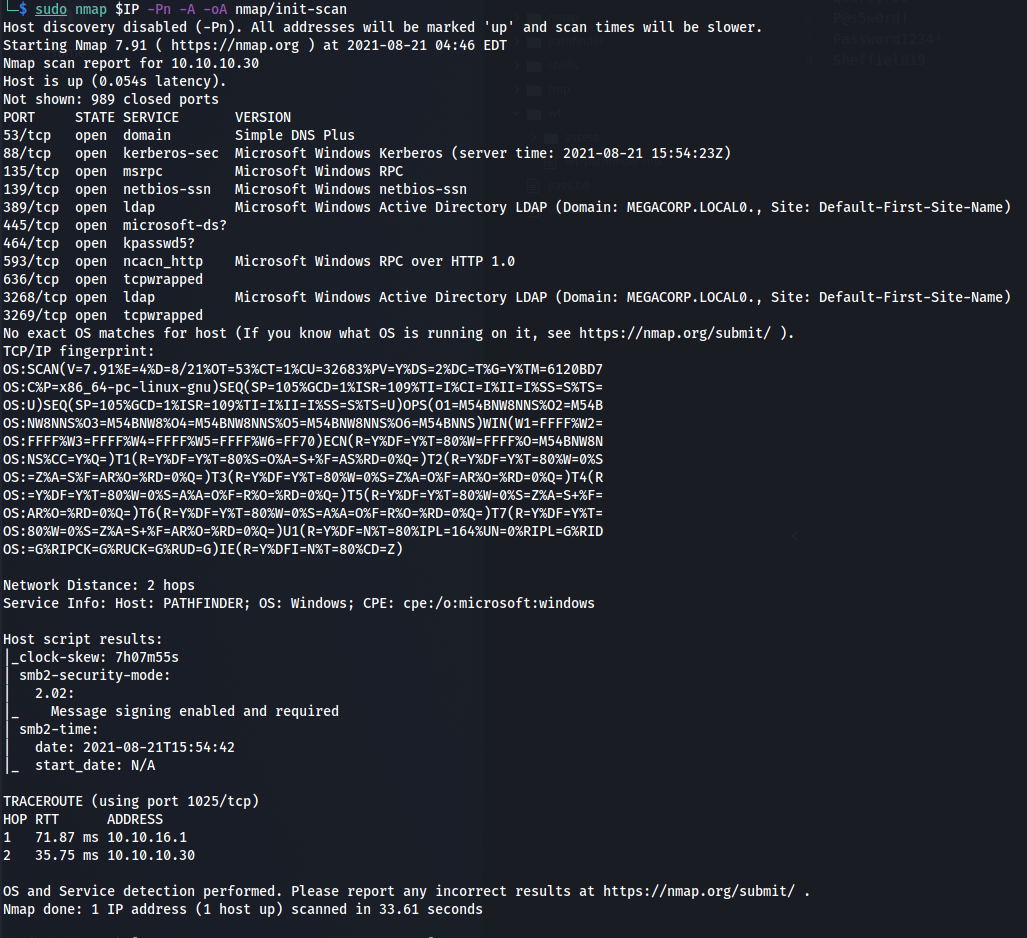 └─$ sudo nmap $IP -Pn -A -oA nmap/init-scan
Host discovery disabled (-Pn). All addresses will be marked 'up' and scan times will be slower.
Starting Nmap 7.91 ( https://nmap.org ) at 2021-08-21 04:46 EDT
Nmap scan report for 10.10.10.30
Host is up (0.054s latency).
Not shown: 989 closed ports
PORT     STATE SERVICE       VERSION
53/tcp   open  domain        Simple DNS Plus
88/tcp   open  kerberos-sec  Microsoft Windows Kerberos (server time: 2021-08-21 15:54:23Z)
135/tcp  open  msrpc         Microsoft Windows RPC
139/tcp  open  netbios-ssn   Microsoft Windows netbios-ssn
389/tcp  open  ldap          Microsoft Windows Active Directory LDAP (Domain: MEGACORP.LOCAL0., Site: Default-First-Site-Name)
445/tcp  open  microsoft-ds?
464/tcp  open  kpasswd5?
593/tcp  open  ncacn_http    Microsoft Windows RPC over HTTP 1.0
636/tcp  open  tcpwrapped
3268/tcp open  ldap          Microsoft Windows Active Directory LDAP (Domain: MEGACORP.LOCAL0., Site: Default-First-Site-Name)
3269/tcp open  tcpwrapped
No exact OS matches for host (If you know what OS is running on it, see https://nmap.org/submit/ ).
TCP/IP fingerprint:
OS:SCAN(V=7.91%E=4%D=8/21%OT=53%CT=1%CU=32683%PV=Y%DS=2%DC=T%G=Y%TM=6120BD7
OS:C%P=x86_64-pc-linux-gnu)SEQ(SP=105%GCD=1%ISR=109%TI=I%CI=I%II=I%SS=S%TS=
OS:U)SEQ(SP=105%GCD=1%ISR=109%TI=I%II=I%SS=S%TS=U)OPS(O1=M54BNW8NNS%O2=M54B
OS:NW8NNS%O3=M54BNW8%O4=M54BNW8NNS%O5=M54BNW8NNS%O6=M54BNNS)WIN(W1=FFFF%W2=
OS:FFFF%W3=FFFF%W4=FFFF%W5=FFFF%W6=FF70)ECN(R=Y%DF=Y%T=80%W=FFFF%O=M54BNW8N
OS:NS%CC=Y%Q=)T1(R=Y%DF=Y%T=80%S=O%A=S+%F=AS%RD=0%Q=)T2(R=Y%DF=Y%T=80%W=0%S
OS:=Z%A=S%F=AR%O=%RD=0%Q=)T3(R=Y%DF=Y%T=80%W=0%S=Z%A=O%F=AR%O=%RD=0%Q=)T4(R
OS:=Y%DF=Y%T=80%W=0%S=A%A=O%F=R%O=%RD=0%Q=)T5(R=Y%DF=Y%T=80%W=0%S=Z%A=S+%F=
OS:AR%O=%RD=0%Q=)T6(R=Y%DF=Y%T=80%W=0%S=A%A=O%F=R%O=%RD=0%Q=)T7(R=Y%DF=Y%T=
OS:80%W=0%S=Z%A=S+%F=AR%O=%RD=0%Q=)U1(R=Y%DF=N%T=80%IPL=164%UN=0%RIPL=G%RID
OS:=G%RIPCK=G%RUCK=G%RUD=G)IE(R=Y%DFI=N%T=80%CD=Z)
Network Distance: 2 hops
Service Info: Host: PATHFINDER; OS: Windows; CPE: cpe:/o:microsoft:windows
Host script results:
|_clock-skew: 7h07m55s
| smb2-security-mode:
|   2.02:
|_    Message signing enabled and required
| smb2-time:
|   date: 2021-08-21T15:54:42
|_  start_date: N/A
TRACEROUTE (using port 1025/tcp)
HOP RTT      ADDRESS
1   71.87 ms 10.10.16.1
2   35.75 ms 10.10.10.30
OS and Service detection performed. Please report any incorrect results at https://nmap.org/submit/ .
Nmap done: 1 IP address (1 host up) scanned in 33.61 seconds